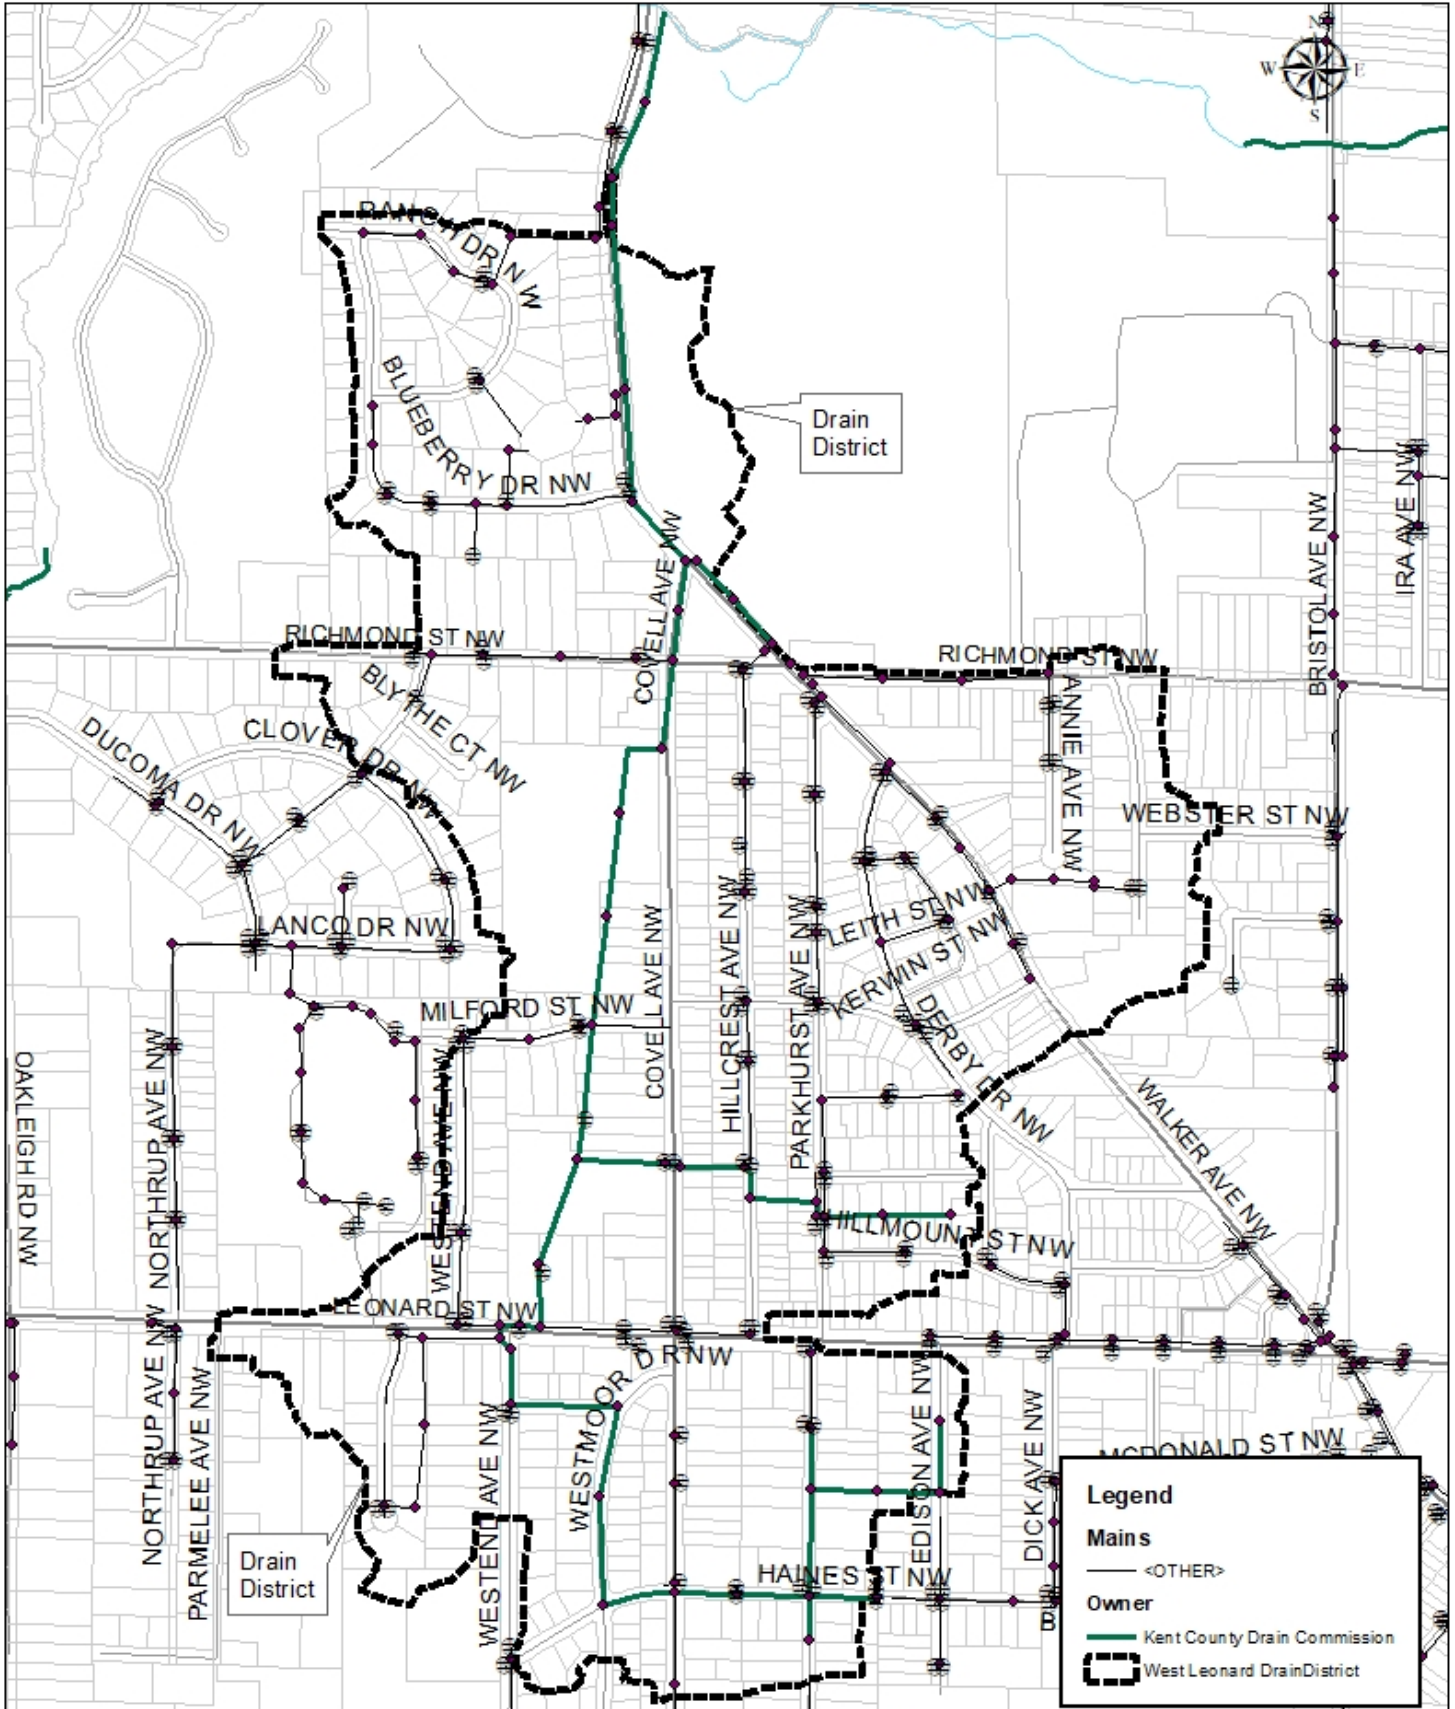 N
W E
S
RANCH DR NW
BLUEBERRY DR NW
Drain
District
COVELL AVE NW
BRISTOL AVE NW
IRA AVE NW
RICHMOND ST NW
RICHMOND ST NW
BLYTHE CT NW
CLOVER DR NW
DUCOMA DR NW
ANNIE AVE NW
WEBSTER ST NW
LANCO DR NW
LEITH ST NW
KERWIN ST NW
MILFORD ST NW
COVELL AVE NW
HILLCREST AVE NW
PARKHURST AVE NW
DERBY DR NW
WALKER AVE NW
OAKLEIGH RD NW
NORTHRUP AVE NW
WESTEND AVE NW
HILLMOUNT ST NW
LEONARD ST NW
WESTMOOR DR NW
NORTHRUP AVE NW
PARMELEE AVE NW
WESTEND AVE NW
EDISON AVE NW
DICK AVE NW
MCDONALD ST NW
HAINES ST NW
Drain
District
B
Legend
Mains
<OTHER>
Owner
Kent County Drain Commission
West Leonard DrainDistrict